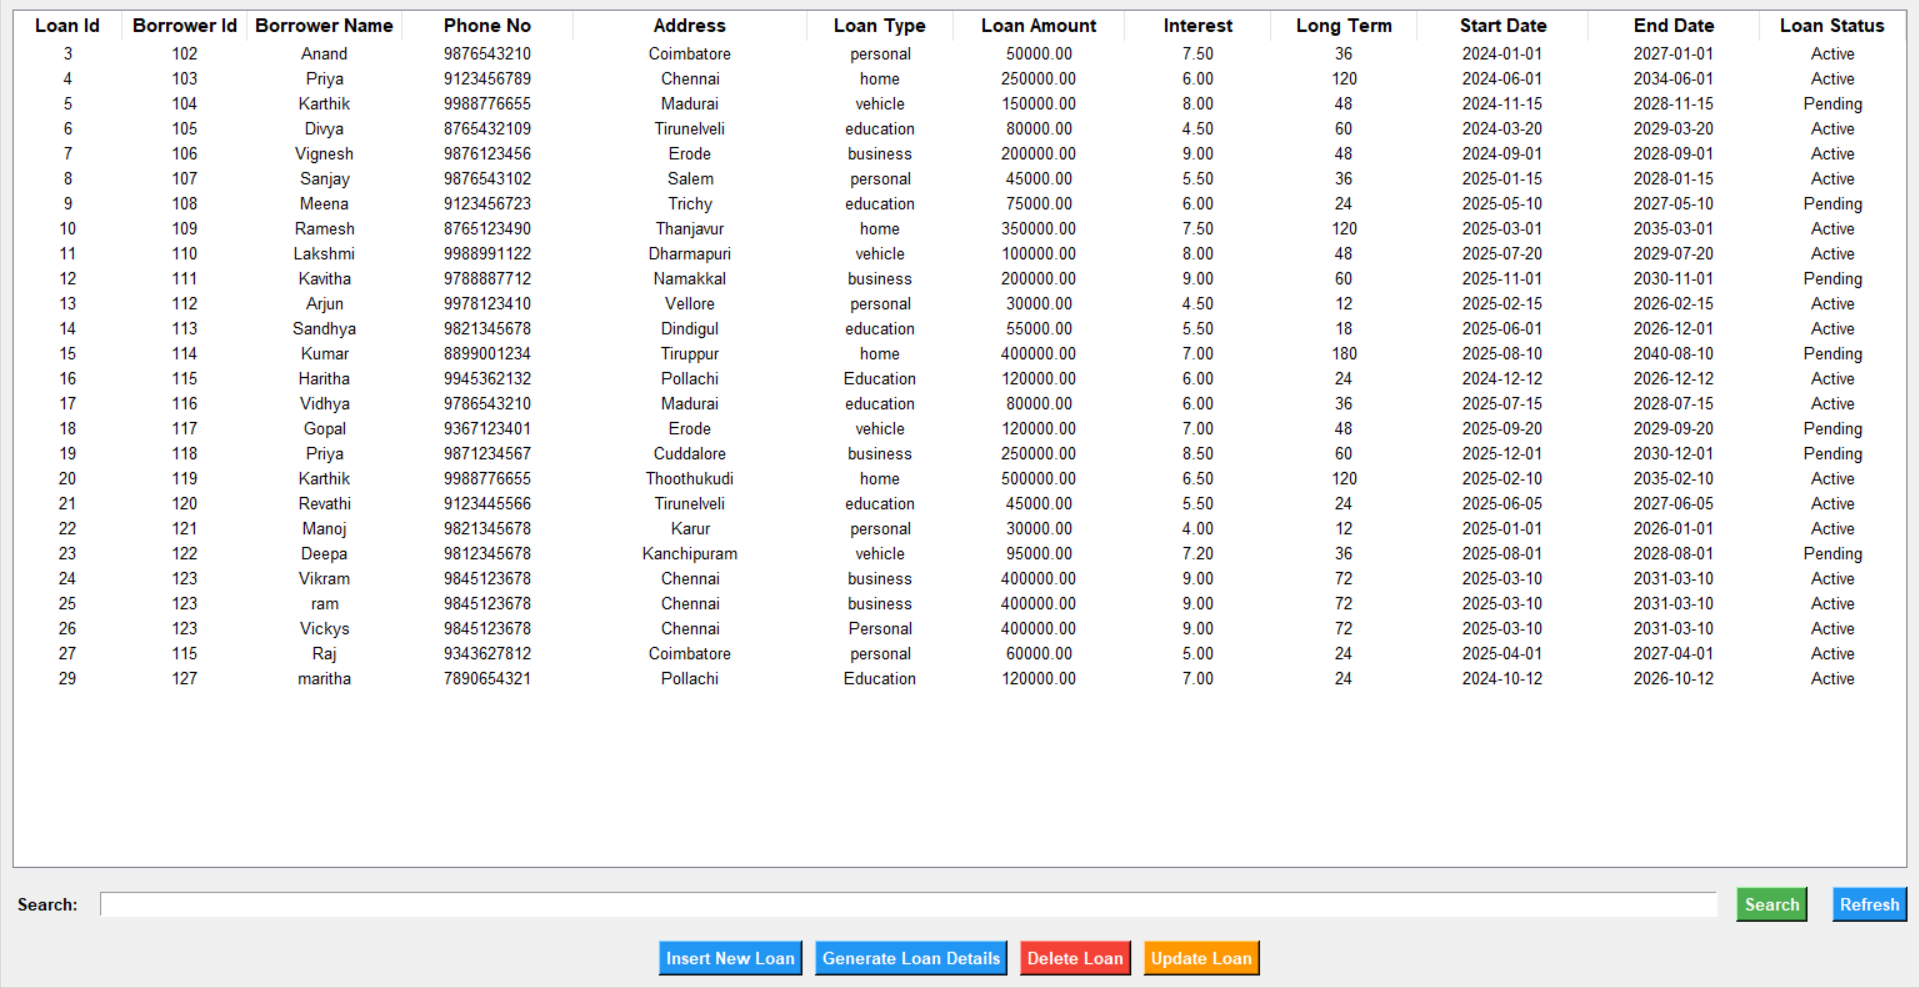 Loan Id Borrower Id Borrower Name Phone No Address Loan Type Loan Amount Interest Long Term Start Date End Date Loan Status
3 102 Anand 9876543210 Coimbatore personal 50000.00 7.50 36 2024-01-01 2027-01-01 Active
4 103 Priya 9123456789 Chennai home 250000.00 6.00 120 2024-06-01 2034-06-01 Active
5 104 Karthik 9988776655 Madurai vehicle 150000.00 8.00 48 2024-11-15 2028-11-15 Pending
6 105 Divya 8765432109 Tirunelveli education 80000.00 4.50 60 2024-03-20 2029-03-20 Active
7 106 Vignesh 9876123456 Erode business 200000.00 9.00 48 2024-09-01 2028-09-01 Active
8 107 Sanjay 9876543102 Salem personal 45000.00 5.50 36 2025-01-15 2028-01-15 Active
9 108 Meena 9123456723 Trichy education 75000.00 6.00 24 2025-05-10 2027-05-10 Pending
10 109 Ramesh 8765123490 Thanjavur home 350000.00 7.50 120 2025-03-01 2035-03-01 Active
11 110 Lakshmi 9988991122 Dharmapuri vehicle 100000.00 8.00 48 2025-07-20 2029-07-20 Active
12 111 Kavitha 9788887712 Namakkal business 200000.00 9.00 60 2025-11-01 2030-11-01 Pending
13 112 Arjun 9978123410 Vellore personal 30000.00 4.50 12 2025-02-15 2026-02-15 Active
14 113 Sandhya 9821345678 Dindigul education 55000.00 5.50 18 2025-06-01 2026-12-01 Active
15 114 Kumar 8899001234 Tiruppur home 400000.00 7.00 180 2025-08-10 2040-08-10 Pending
16 115 Haritha 9945362132 Pollachi Education 120000.00 6.00 24 2024-12-12 2026-12-12 Active
17 116 Vidhya 9786543210 Madurai education 80000.00 6.00 36 2025-07-15 2028-07-15 Active
18 117 Gopal 9367123401 Erode vehicle 120000.00 7.00 48 2025-09-20 2029-09-20 Pending
19 118 Priya 9871234567 Cuddalore business 250000.00 8.50 60 2025-12-01 2030-12-01 Pending
20 119 Karthik 9988776655 Thoothukudi home 500000.00 6.50 120 2025-02-10 2035-02-10 Active
21 120 Revathi 9123445566 Tirunelveli education 45000.00 5.50 24 2025-06-05 2027-06-05 Active
22 121 Manoj 9821345678 Karur personal 30000.00 4.00 12 2025-01-01 2026-01-01 Active
23 122 Deepa 9812345678 Kanchipuram vehicle 95000.00 7.20 36 2025-08-01 2028-08-01 Pending
24 123 Vikram 9845123678 Chennai business 400000.00 9.00 72 2025-03-10 2031-03-10 Active
25 123 ram 9845123678 Chennai business 400000.00 9.00 72 2025-03-10 2031-03-10 Active
26 123 Vickys 9845123678 Chennai Personal 400000.00 9.00 72 2025-03-10 2031-03-10 Active
27 115 Raj 9343627812 Coimbatore personal 60000.00 5.00 24 2025-04-01 2027-04-01 Active
29 127 maritha 7890654321 Pollachi Education 120000.00 7.00 24 2024-10-12 2026-10-12 Active
Search: Search Refresh
Insert New Loan Generate Loan Details Delete Loan Update Loan